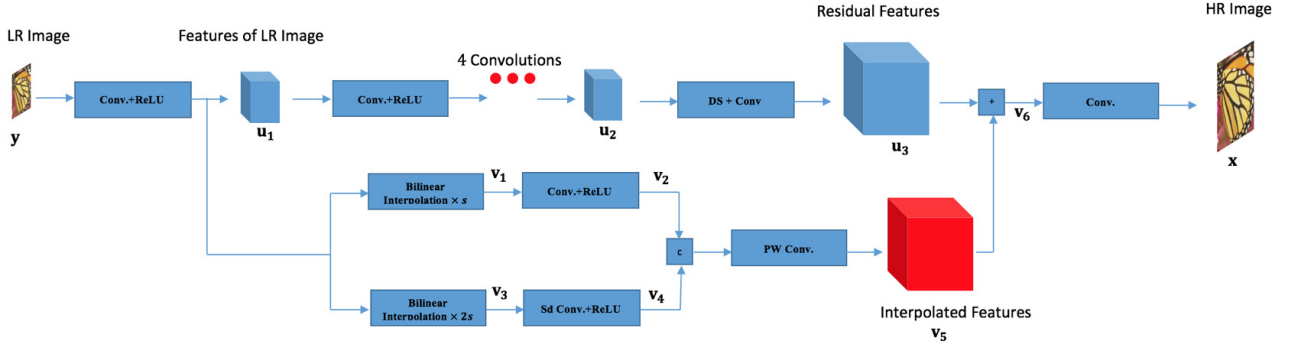 LR Image
Features of LR Image
4 Convolutions
Residual Features
HR Image
Conv.+ReLU
Conv.+ReLU
DS + Conv
+
Conv.
y
u₁
u₂
u₃
v₆
x
Bilinear
Interpolation × s
v₁
Conv.+ReLU
v₂
c
PW Conv.
Bilinear
Interpolation × 2s
v₃
Sd Conv.+ReLU
v₄
Interpolated Features
v₅